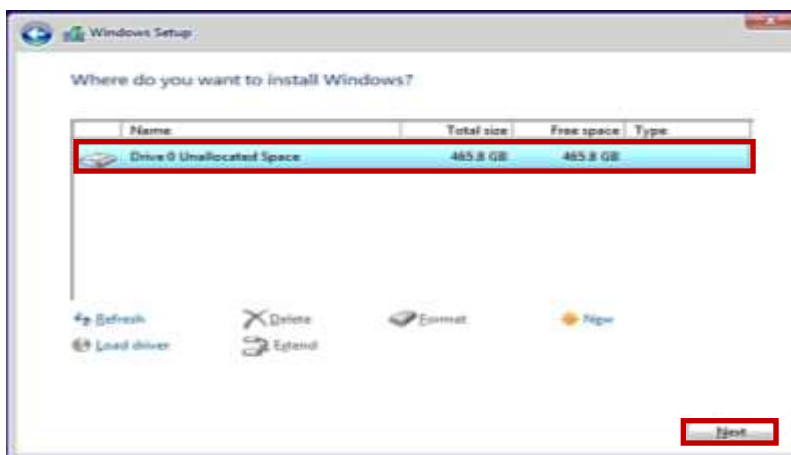 Windows Setup
Where do you want to install Windows?
Name Total size Free space Type
Drive 0 Unallocated Space 465.8 GB 465.8 GB
Refresh Delete Format New
Load driver Extend
Next